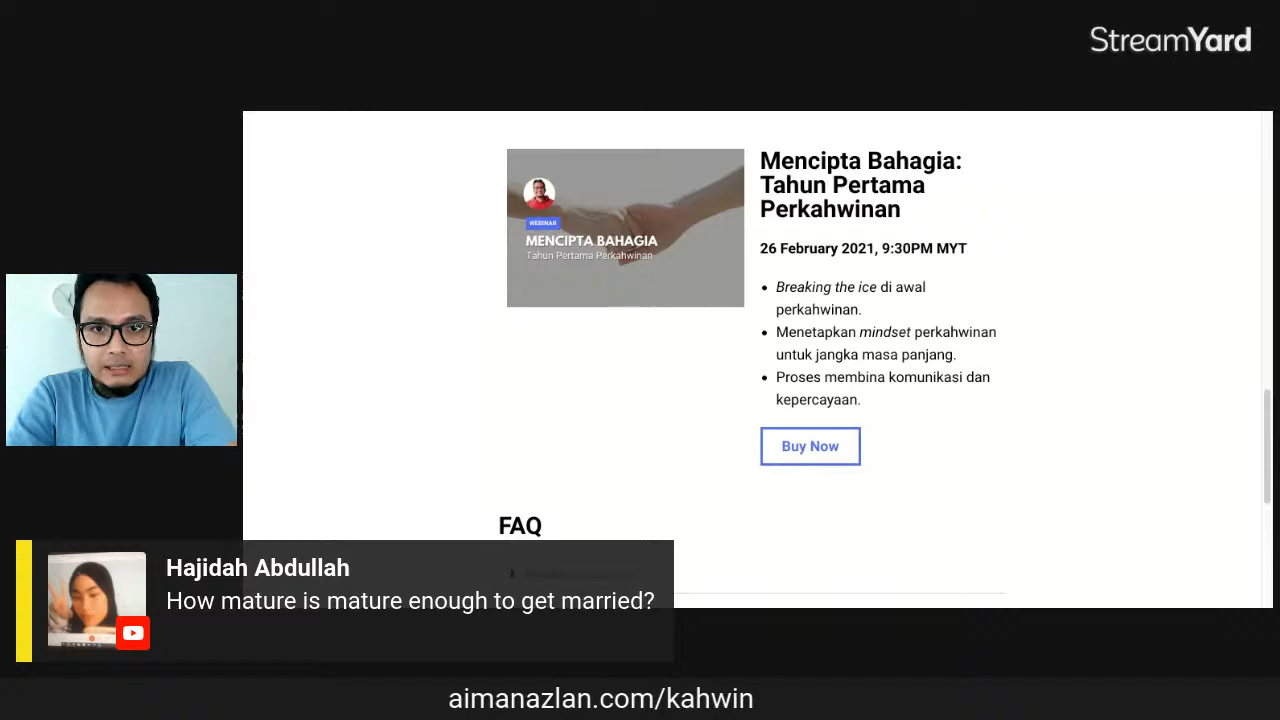 StreamYard
WEBINAR
MENCIPTA BAHAGIA
Tahun Pertama Perkahwinan
Mencipta Bahagia:
Tahun Pertama
Perkahwinan
26 February 2021, 9:30PM MYT
Breaking the ice di awal
perkahwinan.
Menetapkan mindset perkahwinan
untuk jangka masa panjang.
Proses membina komunikasi dan
kepercayaan.
Buy Now
FAQ
Hajidah Abdullah
How mature is mature enough to get married?
aimanazlan.com/kahwin